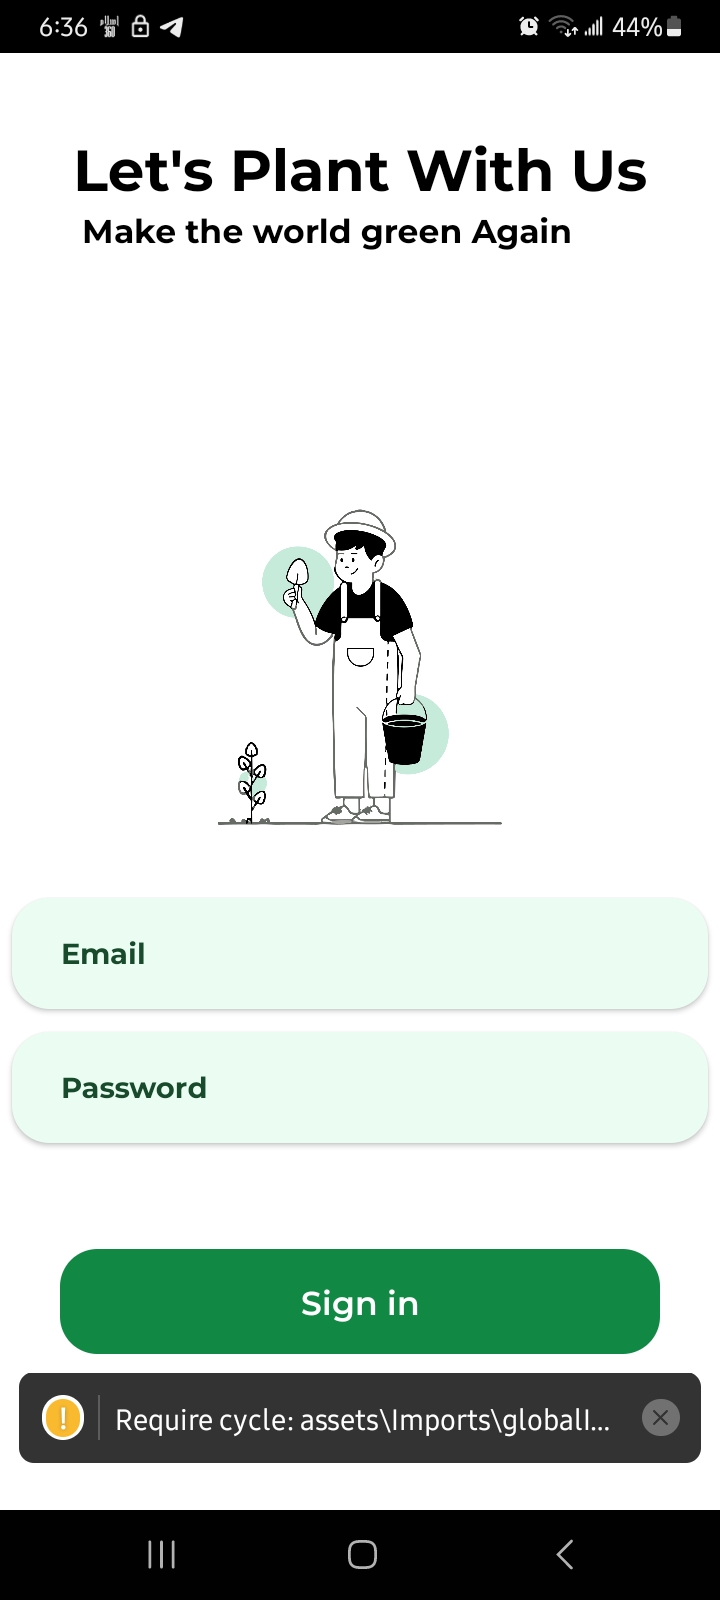 6:36
360
44%
Let's Plant With Us
Make the world green Again
Email
Password
Sign in
! Require cycle: assets\Imports\globalI...